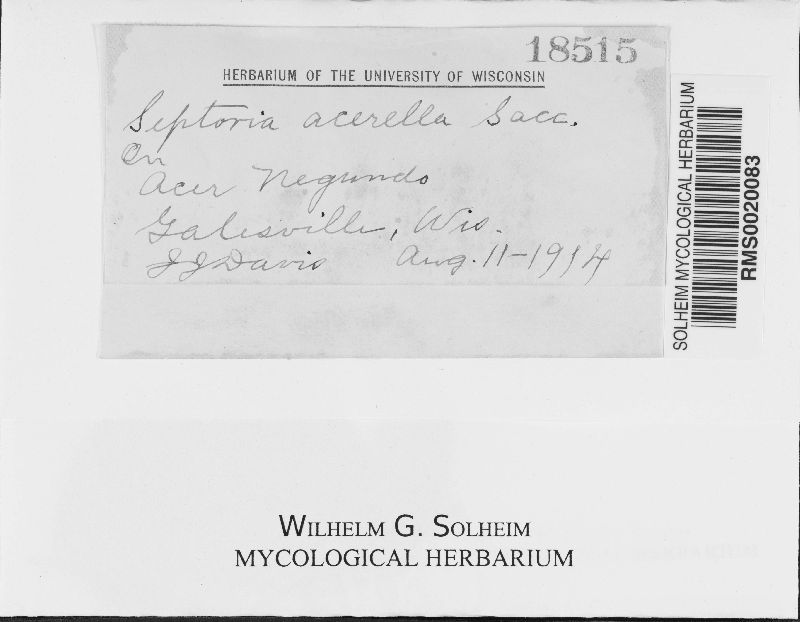 18515
HERBARIUM OF THE UNIVERSITY OF WISCONSIN
Septoria acerella Sacc.
On
Acer Negundo
Galesville, Wis.
JJDavis Aug. 11-1914
SOLHEIM MYCOLOGICAL HERBARIUM
RMS0020083
WILHELM G. SOLHEIM
MYCOLOGICAL HERBARIUM